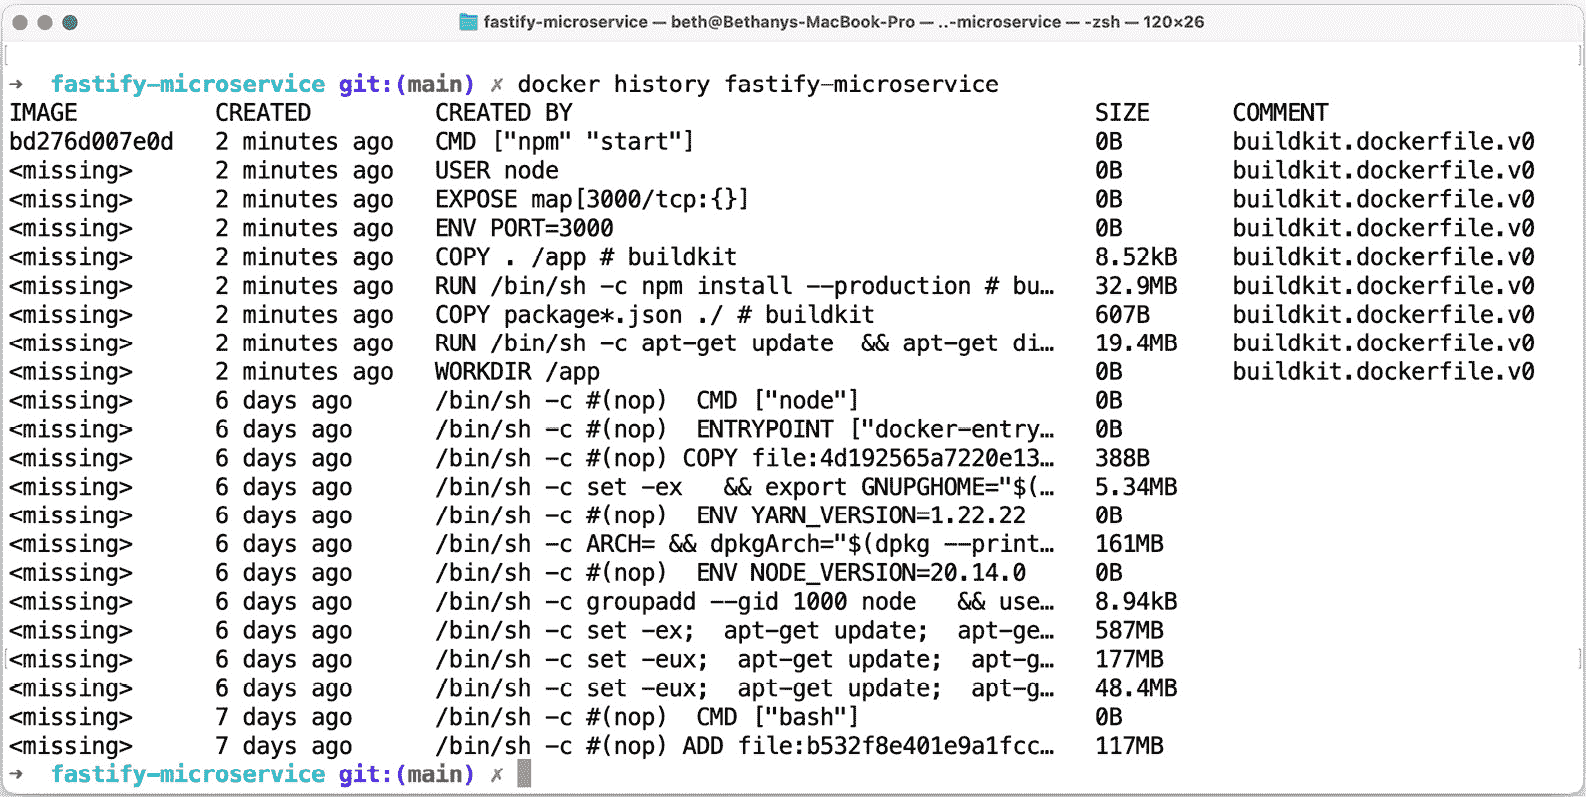 fastify-microservice — beth@Bethanys-MacBook-Pro — ..-microservice — -zsh — 120×26
➜  fastify-microservice git:(main) ✗ docker history fastify-microservice
IMAGE          CREATED         CREATED BY                                      SIZE      COMMENT
bd276d007e0d   2 minutes ago   CMD ["npm" "start"]                             0B        buildkit.dockerfile.v0
<missing>      2 minutes ago   USER node                                       0B        buildkit.dockerfile.v0
<missing>      2 minutes ago   EXPOSE map[3000/tcp:{}]                         0B        buildkit.dockerfile.v0
<missing>      2 minutes ago   ENV PORT=3000                                   0B        buildkit.dockerfile.v0
<missing>      2 minutes ago   COPY . /app # buildkit                          8.52kB    buildkit.dockerfile.v0
<missing>      2 minutes ago   RUN /bin/sh -c npm install --production # bu…   32.9MB    buildkit.dockerfile.v0
<missing>      2 minutes ago   COPY package*.json ./ # buildkit                607B      buildkit.dockerfile.v0
<missing>      2 minutes ago   RUN /bin/sh -c apt-get update  && apt-get di…   19.4MB    buildkit.dockerfile.v0
<missing>      2 minutes ago   WORKDIR /app                                    0B        buildkit.dockerfile.v0
<missing>      6 days ago      /bin/sh -c #(nop)  CMD ["node"]                 0B
<missing>      6 days ago      /bin/sh -c #(nop)  ENTRYPOINT ["docker-entry…   0B
<missing>      6 days ago      /bin/sh -c #(nop) COPY file:4d192565a7220e13…   388B
<missing>      6 days ago      /bin/sh -c set -ex   && export GNUPGHOME="$(…   5.34MB
<missing>      6 days ago      /bin/sh -c #(nop)  ENV YARN_VERSION=1.22.22     0B
<missing>      6 days ago      /bin/sh -c ARCH= && dpkgArch="$(dpkg --print…   161MB
<missing>      6 days ago      /bin/sh -c #(nop)  ENV NODE_VERSION=20.14.0     0B
<missing>      6 days ago      /bin/sh -c groupadd --gid 1000 node   && use…   8.94kB
<missing>      6 days ago      /bin/sh -c set -ex;  apt-get update;  apt-ge…   587MB
<missing>      6 days ago      /bin/sh -c set -eux;  apt-get update;  apt-g…   177MB
<missing>      6 days ago      /bin/sh -c set -eux;  apt-get update;  apt-g…   48.4MB
<missing>      7 days ago      /bin/sh -c #(nop)  CMD ["bash"]                 0B
<missing>      7 days ago      /bin/sh -c #(nop) ADD file:b532f8e401e9a1fcc…   117MB
➜  fastify-microservice git:(main) ✗